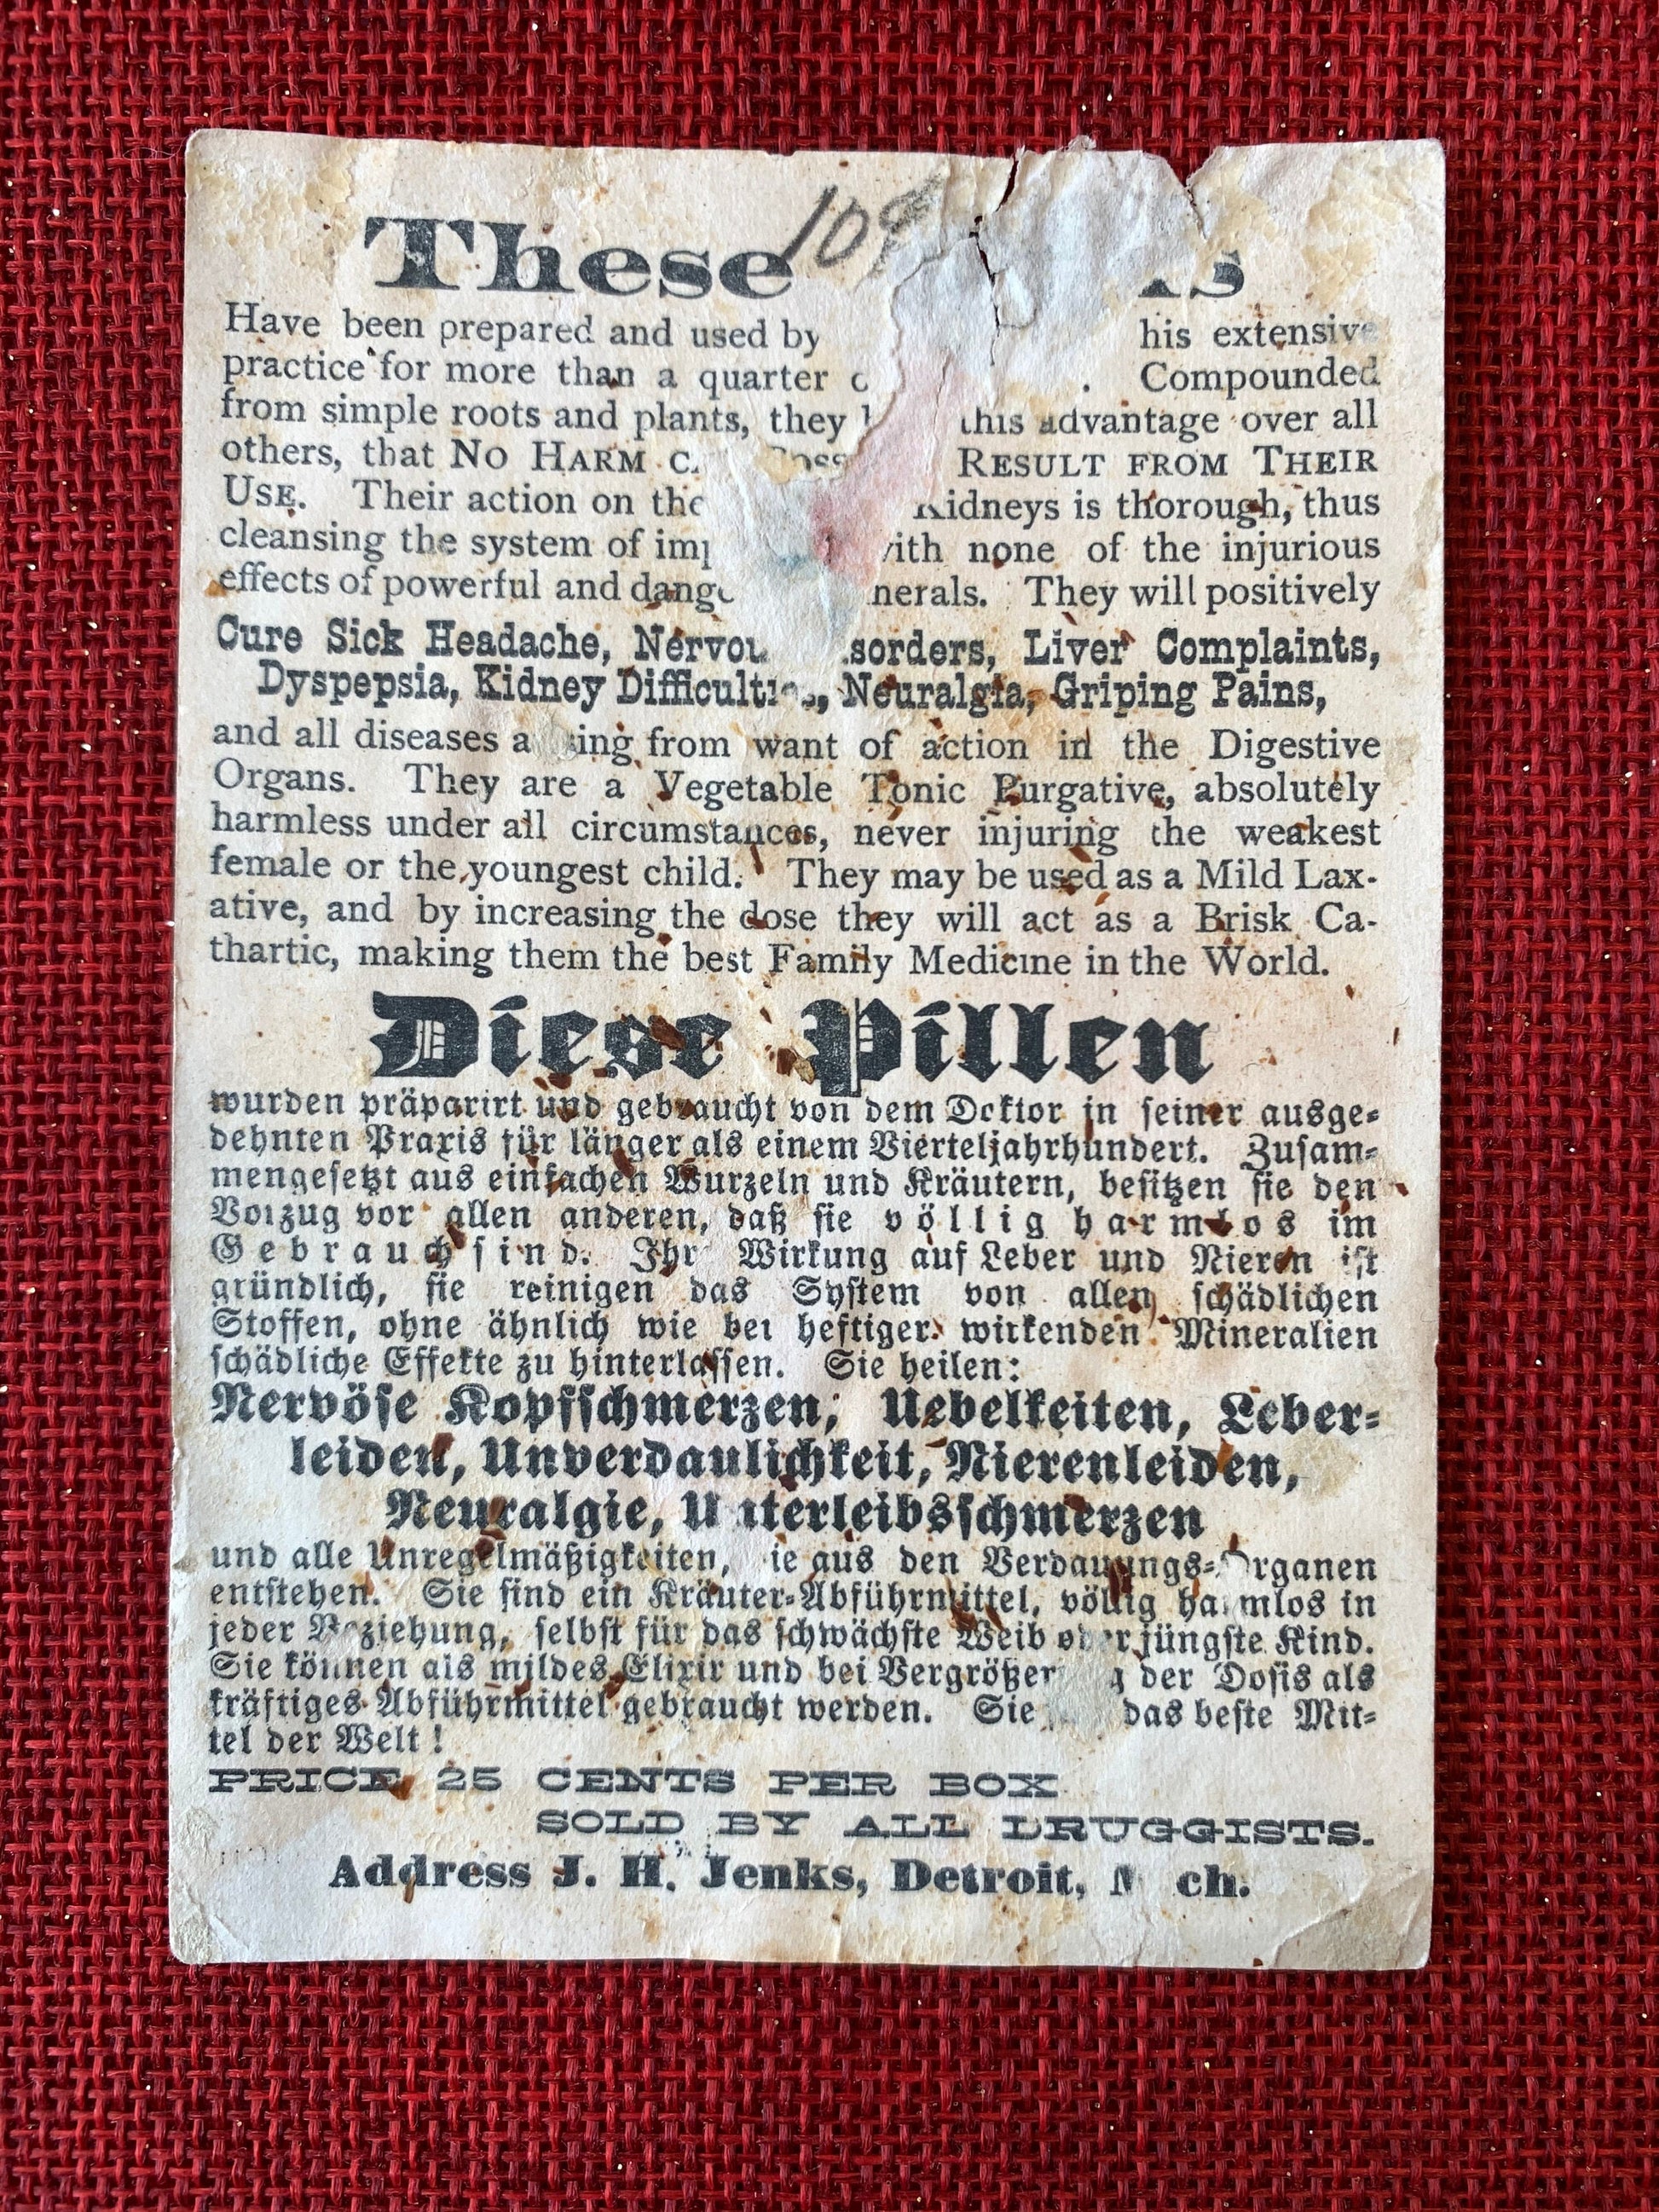 These
10¢
Have been prepared and used by his extensive
practice for more than a quarter Compounded
from simple roots and plants, they this advantage over all
others, that NO HARM RESULT FROM THEIR
USE. Their action on the Kidneys is thorough, thus
cleansing the system of with none of the injurious
effects of powerful and They will positively
Cure Sick Headache, Liver Complaints,
Dyspepsia, Kidney Difficulties, Neuralgia, Griping Pains,
and all diseases from want of action in the Digestive
Organs. They are a Vegetable Tonic Purgative, absolutely
harmless under all circumstances, never injuring the weakest
female or the youngest child. They may be used as a Mild Lax-
ative, and by increasing the dose they will act as a Brisk Ca-
thartic, making them the best Family Medicine in the World.
Diese Pillen
wurden präparirt und gebraucht von dem Doktor in seiner ausge-
dehnten Praxis für länger als einem Vierteljahrhundert. Zusam-
mengesetzt aus einfachen Wurzeln und Kräutern, besitzen sie den
Vorzug vor allen anderen, daß sie völlig harmlos im
Gebrauch sind. Ihr Wirkung auf Leber und Nieren ist
gründlich, sie reinigen das System von allen schädlichen
Stoffen, ohne ähnlich wie bei heftiger wirkenden Mineralien
schädliche Effekte zu hinterlassen. Sie heilen:
Nervöse Kopfschmerzen, Uebelkeiten, Leber-
leiden, Unverdaulichkeit, Nierenleiden,
Neuralgie, Unterleibsschmerzen
und alle Unregelmäßigkeiten, aus den Verdauungs-Organen
entstehen. Sie sind ein Kräuter-Abführmittel, völlig harmlos in
jeder Beziehung, selbst für das schwächste Weib oder jüngste Kind.
Sie können als mildes Elixir und bei der Dosis als
kräftiges Abführmittel gebraucht werden. Sie das beste Mit-
tel der Welt!
PRICE 25 CENTS PER BOX
SOLD BY ALL DRUGGISTS.
Address J. H. Jenks, Detroit, Mich.